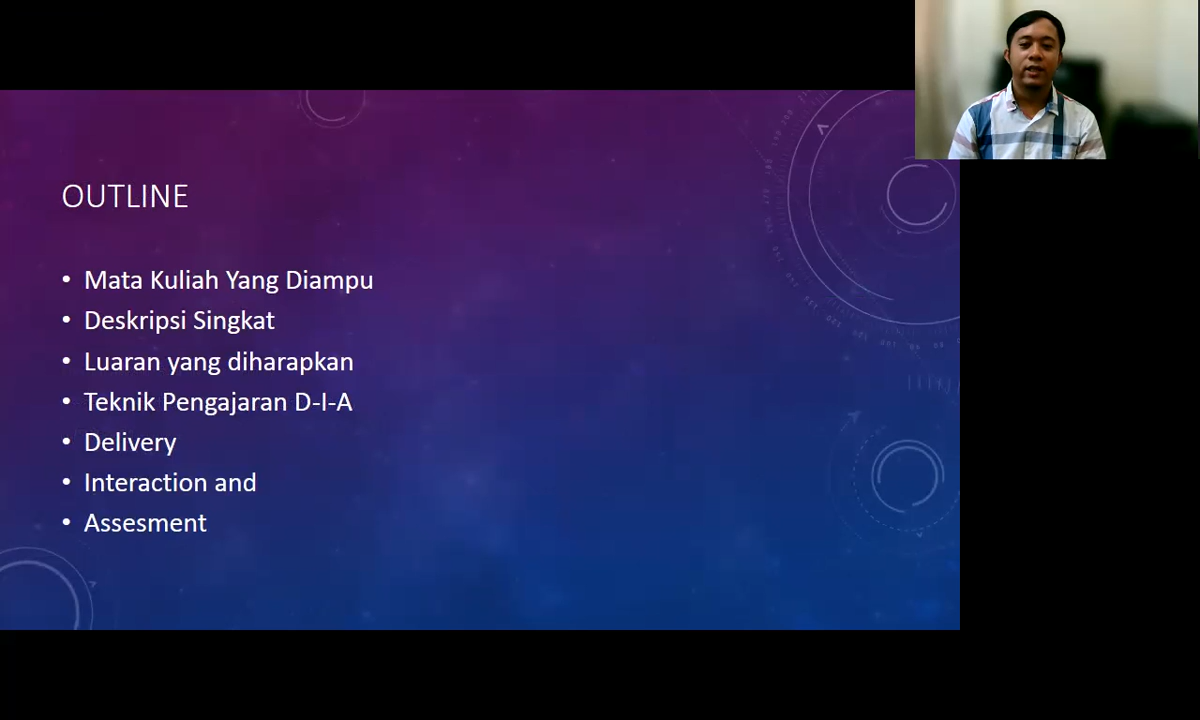 OUTLINE
• Mata Kuliah Yang Diampu
• Deskripsi Singkat
• Luaran yang diharapkan
• Teknik Pengajaran D-I-A
• Delivery
• Interaction and
• Assesment